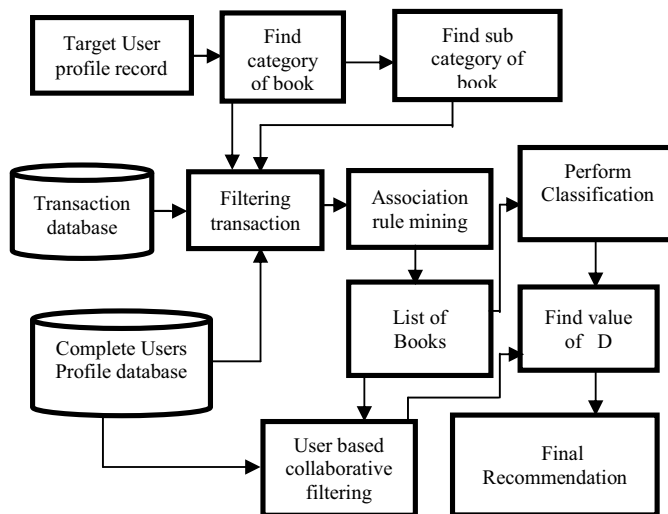 Target User
profile record
Find
category
of book
Find sub
category of
book
Transaction
database
Filtering
transaction
Association
rule mining
Perform
Classification
Complete Users
Profile database
List of
Books
Find value
of D
User based
collaborative
filtering
Final
Recommendation